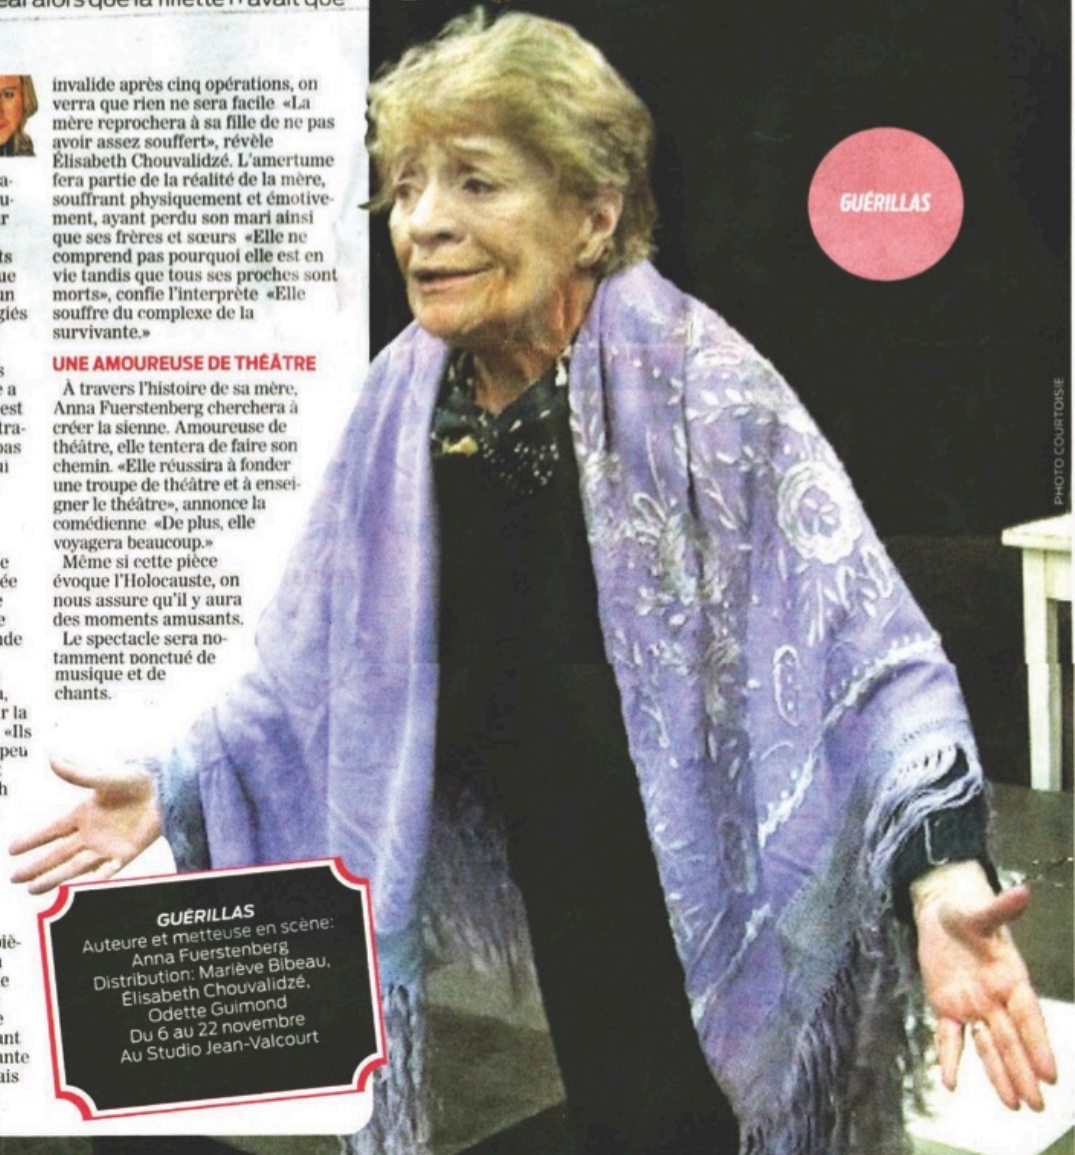 invalide après cinq opérations, on
verra que rien ne sera facile «La
mère reprochera à sa fille de ne pas
avoir assez souffert», révèle
Élisabeth Chouvalidzé. L'amertume
fera partie de la réalité de la mère,
souffrant physiquement et émotive-
ment, ayant perdu son mari ainsi
que ses frères et sœurs «Elle ne
comprend pas pourquoi elle est en
vie tandis que tous ses proches sont
morts», confie l'interprète «Elle
souffre du complexe de la
survivante.»
UNE AMOUREUSE DE THÉÂTRE
À travers l'histoire de sa mère,
Anna Fuerstenberg cherchera à
créer la sienne. Amoureuse de
théâtre, elle tentera de faire son
chemin. «Elle réussira à fonder
une troupe de théâtre et à ensei-
gner le théâtre», annonce la
comédienne «De plus, elle
voyagera beaucoup.»
Même si cette pièce
évoque l'Holocauste, on
nous assure qu'il y aura
des moments amusants.
Le spectacle sera no-
tamment ponctué de
musique et de
chants.
GUÉRILLAS
PHOTO COURTOISIE
GUÉRILLAS
Auteure et metteuse en scène:
Anna Fuerstenberg
Distribution: Mariève Bibeau,
Élisabeth Chouvalidzé,
Odette Guimond
Du 6 au 22 novembre
Au Studio Jean-Valcourt